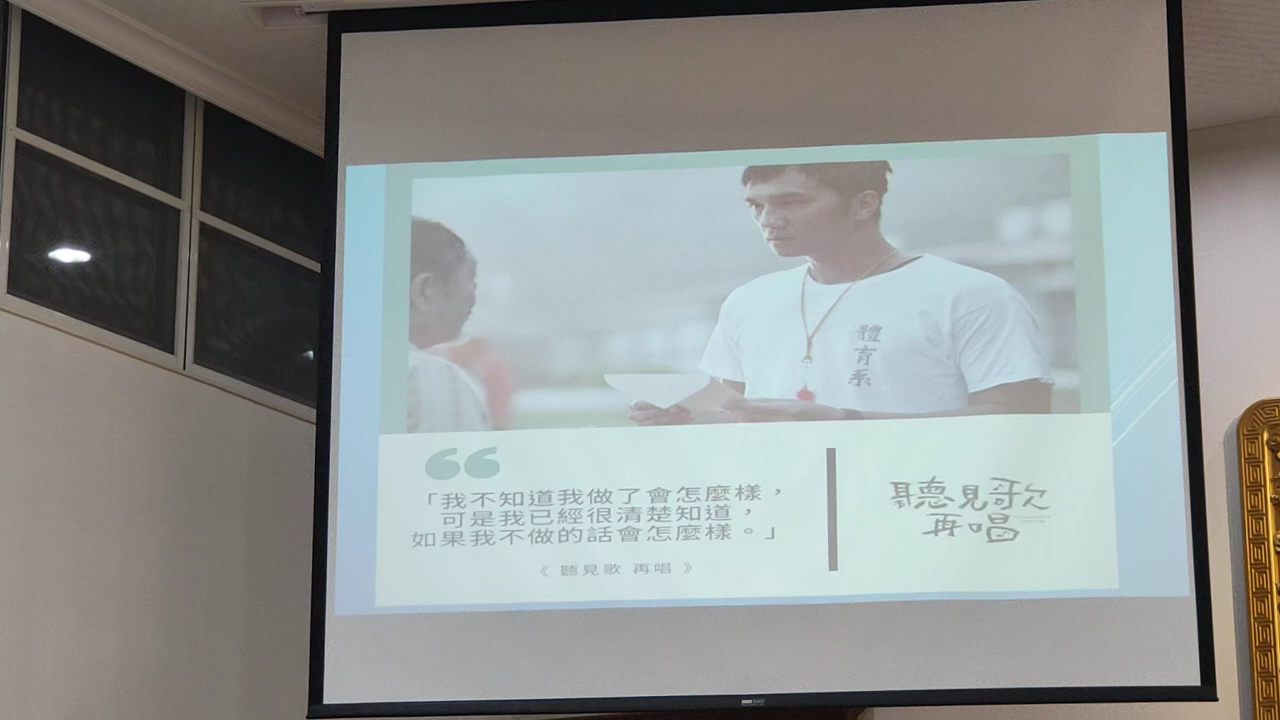 體育系
「我不知道我做了會怎麼樣，
可是我已經很清楚知道，
如果我不做的話會怎麼樣。」
《 聽見歌 再唱 》
聽見歌
再唱